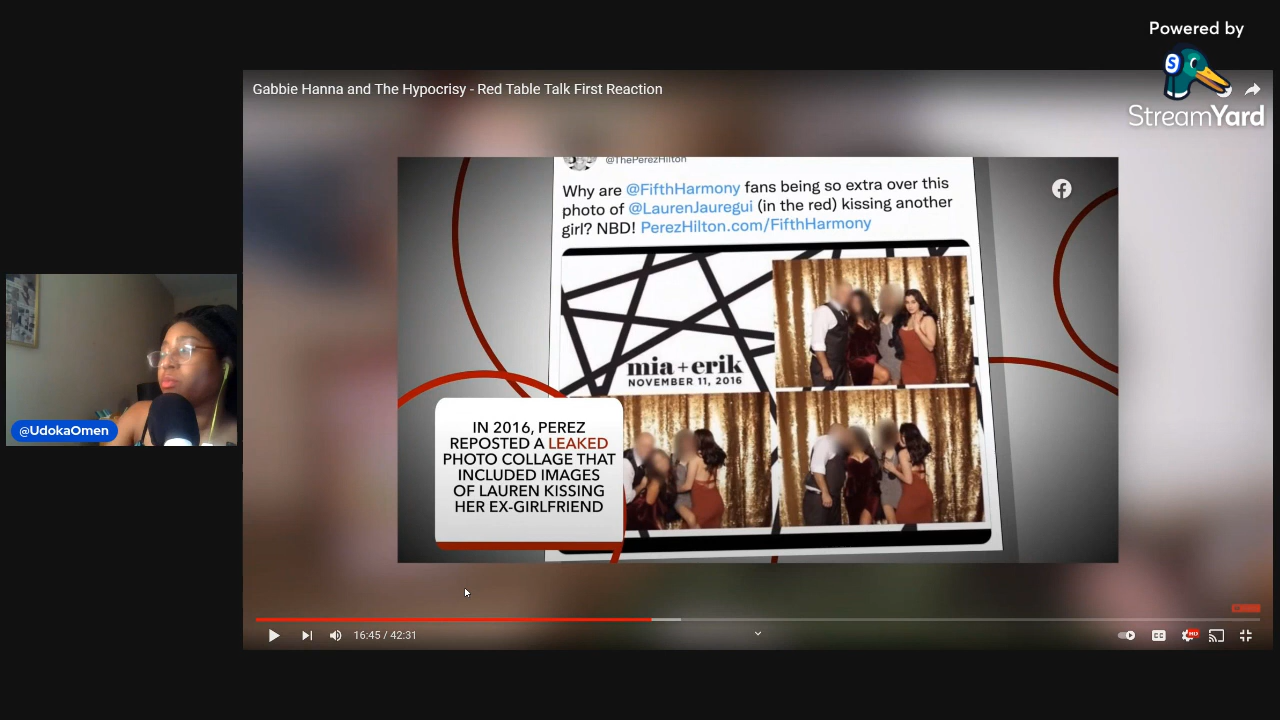 Powered by
StreamYard
Gabbie Hanna and The Hypocrisy - Red Table Talk First Reaction
@ThePerezHilton
Why are @FifthHarmony fans being so extra over this
photo of @LaurenJauregui (in the red) kissing another
girl? NBD! PerezHilton.com/FifthHarmony
mia+erik
NOVEMBER 11, 2016
IN 2016, PEREZ
REPOSTED A LEAKED
PHOTO COLLAGE THAT
INCLUDED IMAGES
OF LAUREN KISSING
HER EX-GIRLFRIEND
@UdokaOmen
16:45 / 42:31
CC
HD